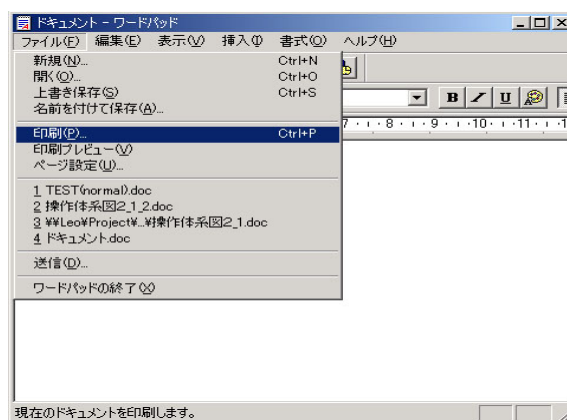 ドキュメント - ワードパッド
ファイル(F) 編集(E) 表示(V) 挿入(I) 書式(O) ヘルプ(H)
新規(N)... Ctrl+N
開く(O)... Ctrl+O
上書き保存(S) Ctrl+S
名前を付けて保存(A)...
B / U
7 · 8 · 9 · 10 · 11 · 1
印刷(P)... Ctrl+P
印刷プレビュー(V)
ページ設定(U)...
1 TEST(normal).doc
2 操作体系図2_1_2.doc
3 ¥¥Leo¥Project¥...¥操作体系図2_1.doc
4 ドキュメント.doc
送信(D)...
ワードパッドの終了(X)
現在のドキュメントを印刷します。